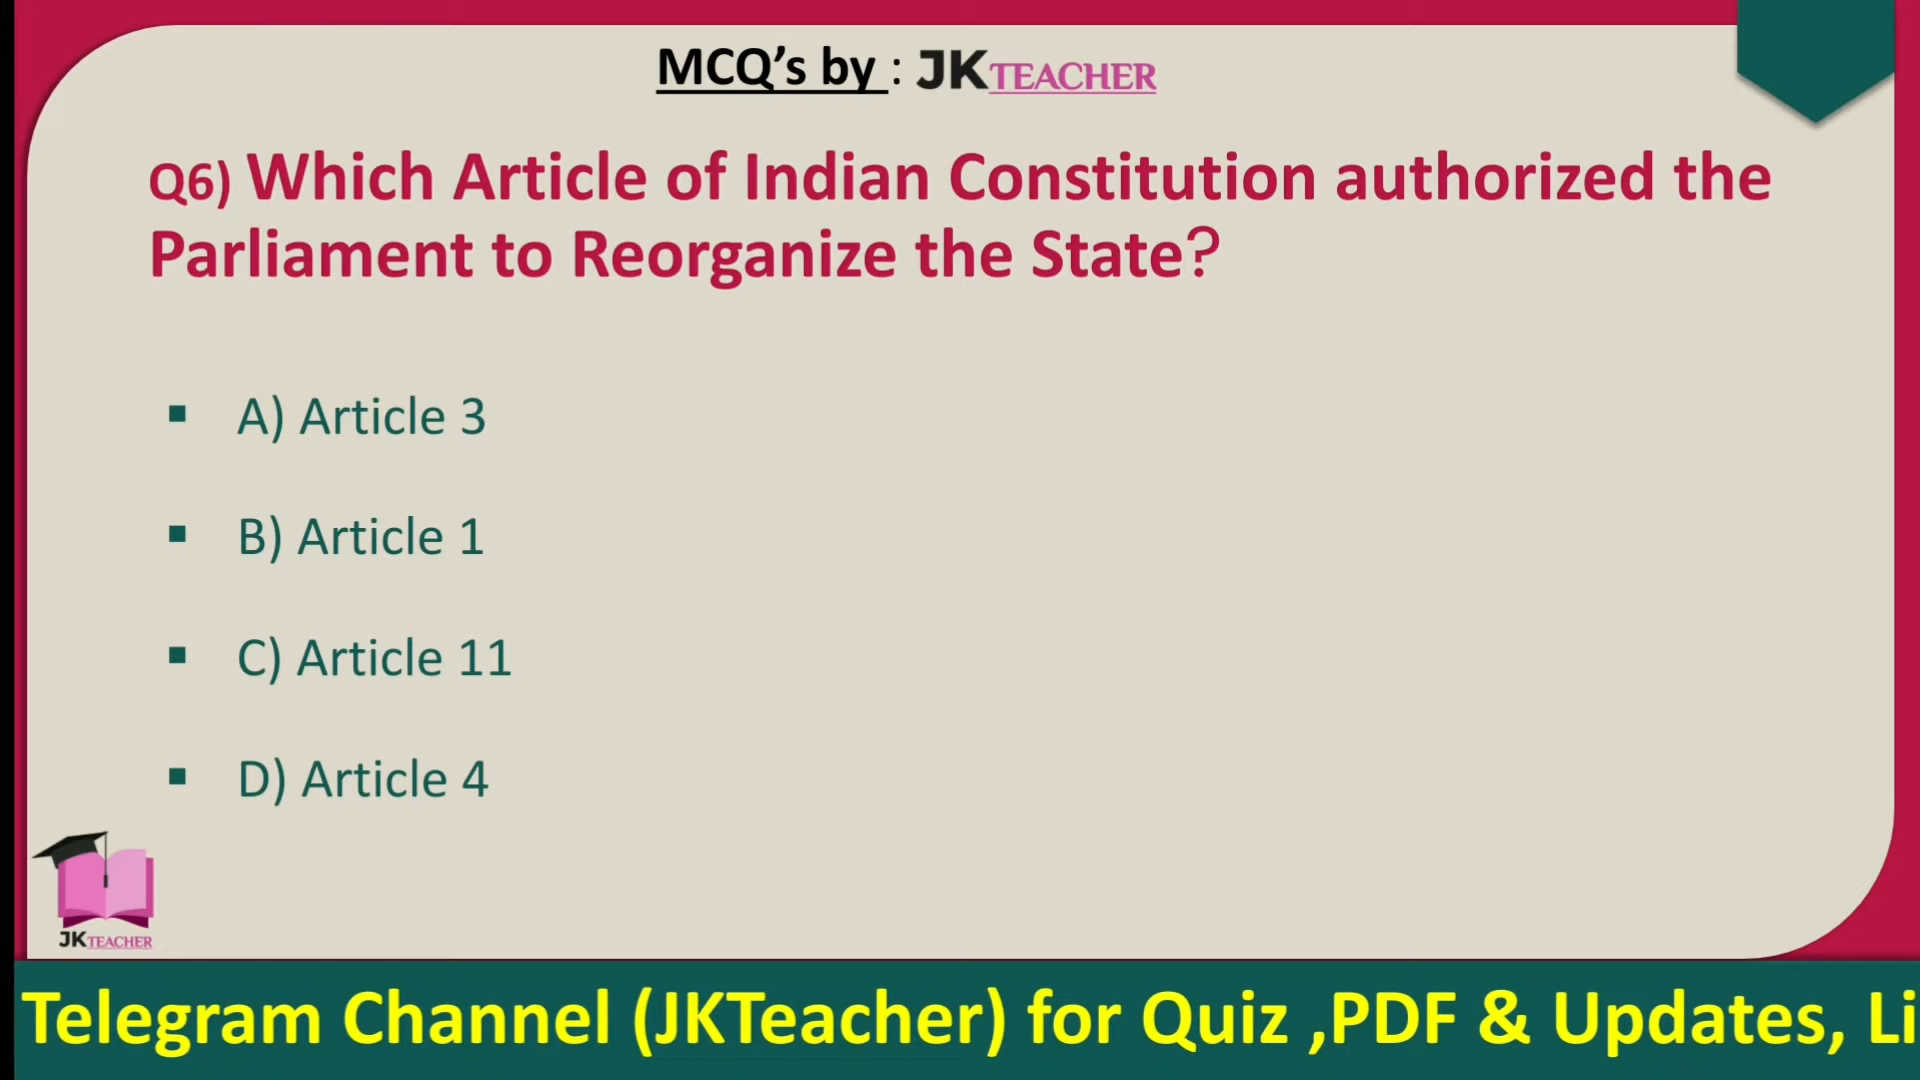 MCQ’s by : JKTEACHER
Q6) Which Article of Indian Constitution authorized the
Parliament to Reorganize the State?
A) Article 3
B) Article 1
C) Article 11
D) Article 4
JKTEACHER
Telegram Channel (JKTeacher) for Quiz ,PDF & Updates, Li